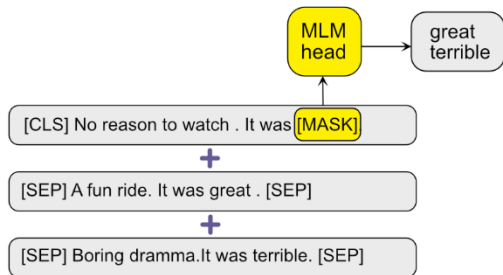 MLM
head
great
terrible
[CLS] No reason to watch . It was [MASK].
+
[SEP] A fun ride. It was great . [SEP]
+
[SEP] Boring dramma.It was terrible. [SEP]